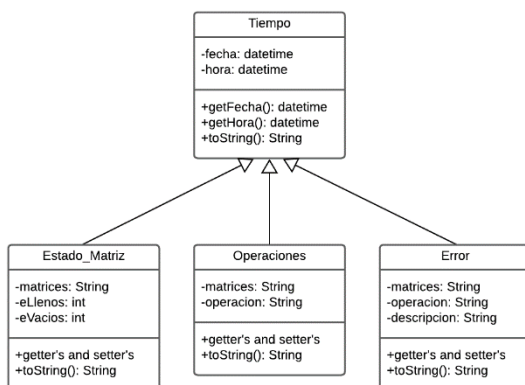 Tiempo
-fecha: datetime
-hora: datetime
+getFecha(): datetime
+getHora(): datetime
+toString(): String
Estado_Matriz
-matrices: String
-eLlenos: int
-eVacios: int
+getter's and setter's
+toString(): String
Operaciones
-matrices: String
-operacion: String
+getter's and setter's
+toString(): String
Error
-matrices: String
-operacion: String
-descripcion: String
+getter's and setter's
+toString(): String